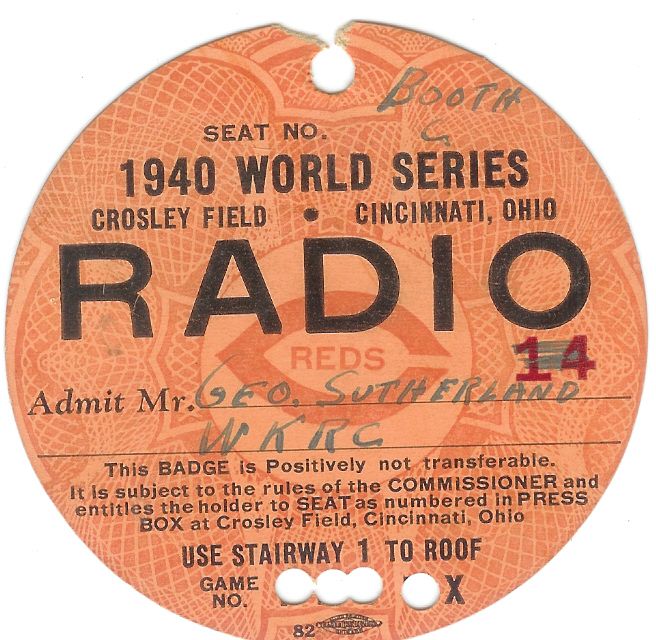 BOOTH
G
SEAT NO.
1940 WORLD SERIES
CROSLEY FIELD • CINCINNATI, OHIO
RADIO
REDS
14
Admit Mr. GEO. SUTHERLAND
WKRC
This BADGE is Positively not transferable.
It is subject to the rules of the COMMISSIONER and
entitles the holder to SEAT as numbered in PRESS
BOX at Crosley Field, Cincinnati, Ohio
USE STAIRWAY 1 TO ROOF
GAME
NO. X
82